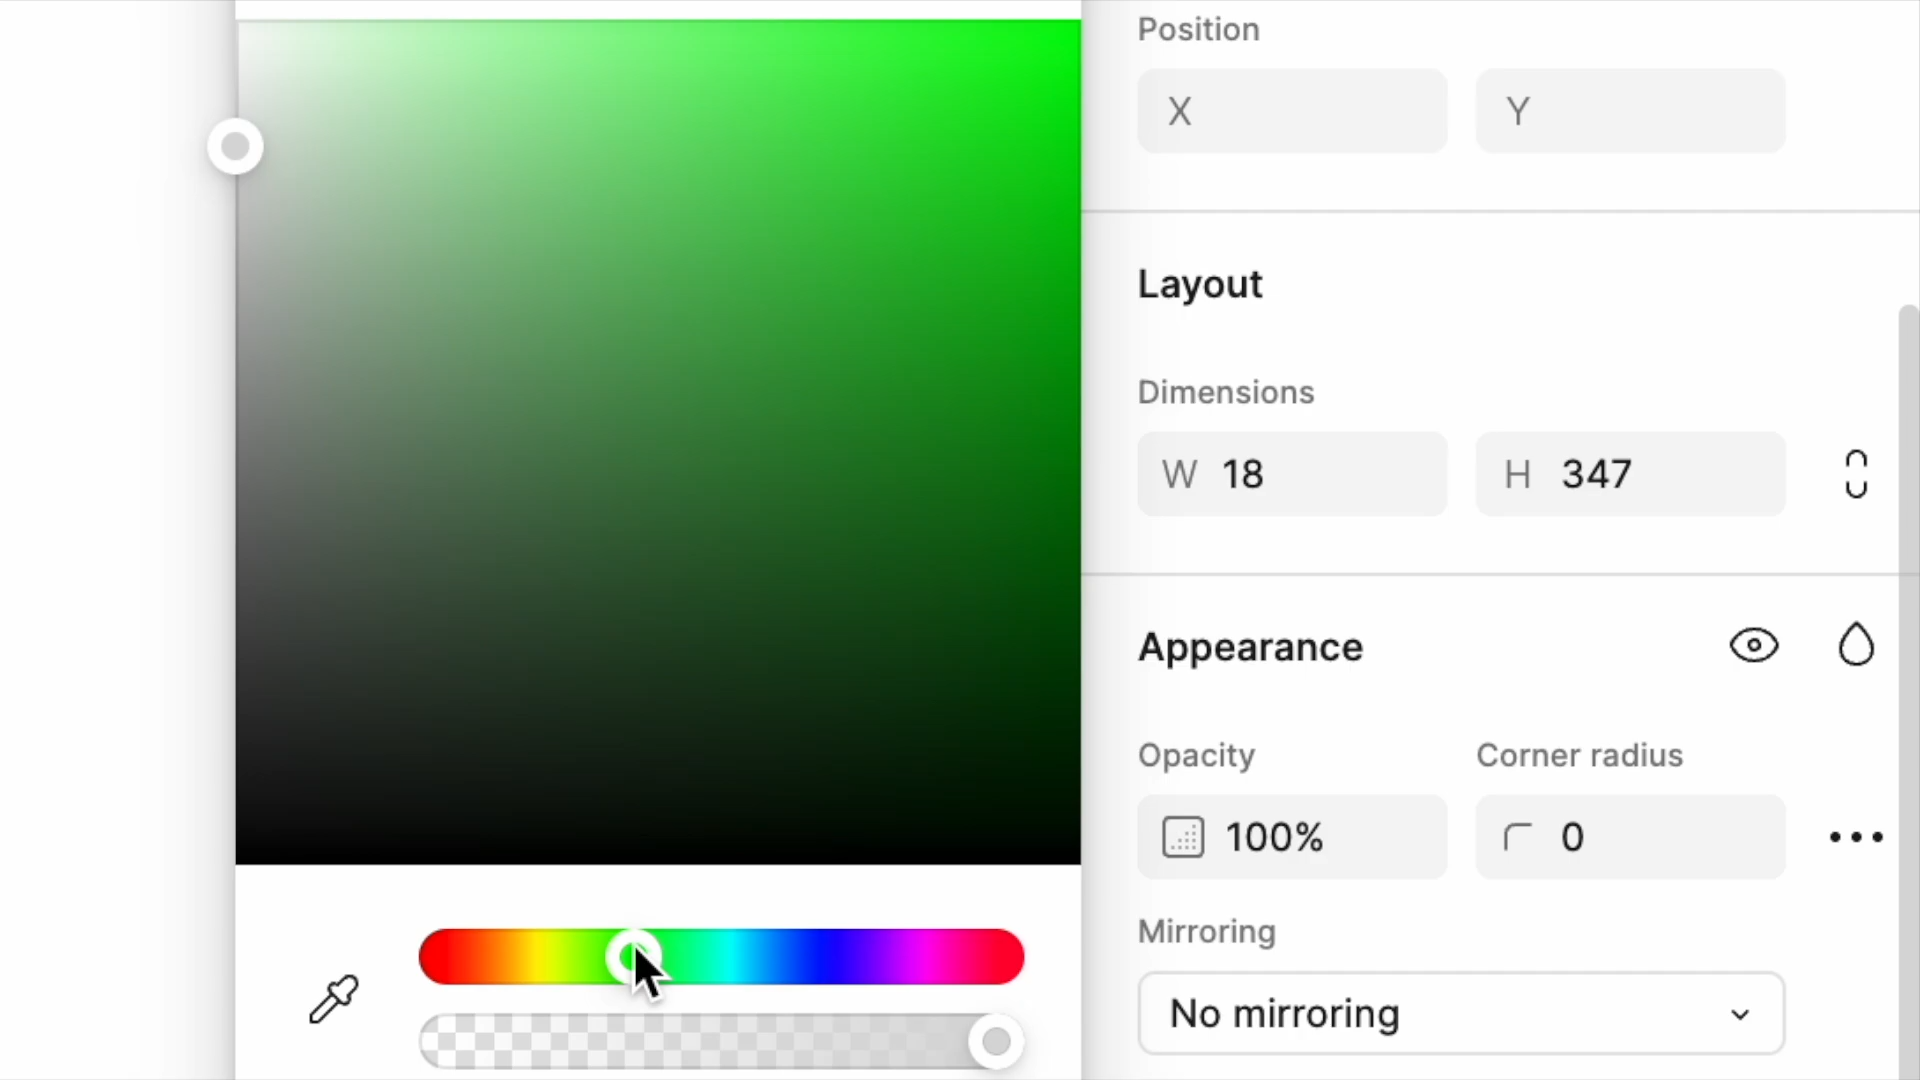 Position
X
Y
Layout
Dimensions
W 18
H 347
Appearance
Opacity
Corner radius
100%
0
Mirroring
No mirroring